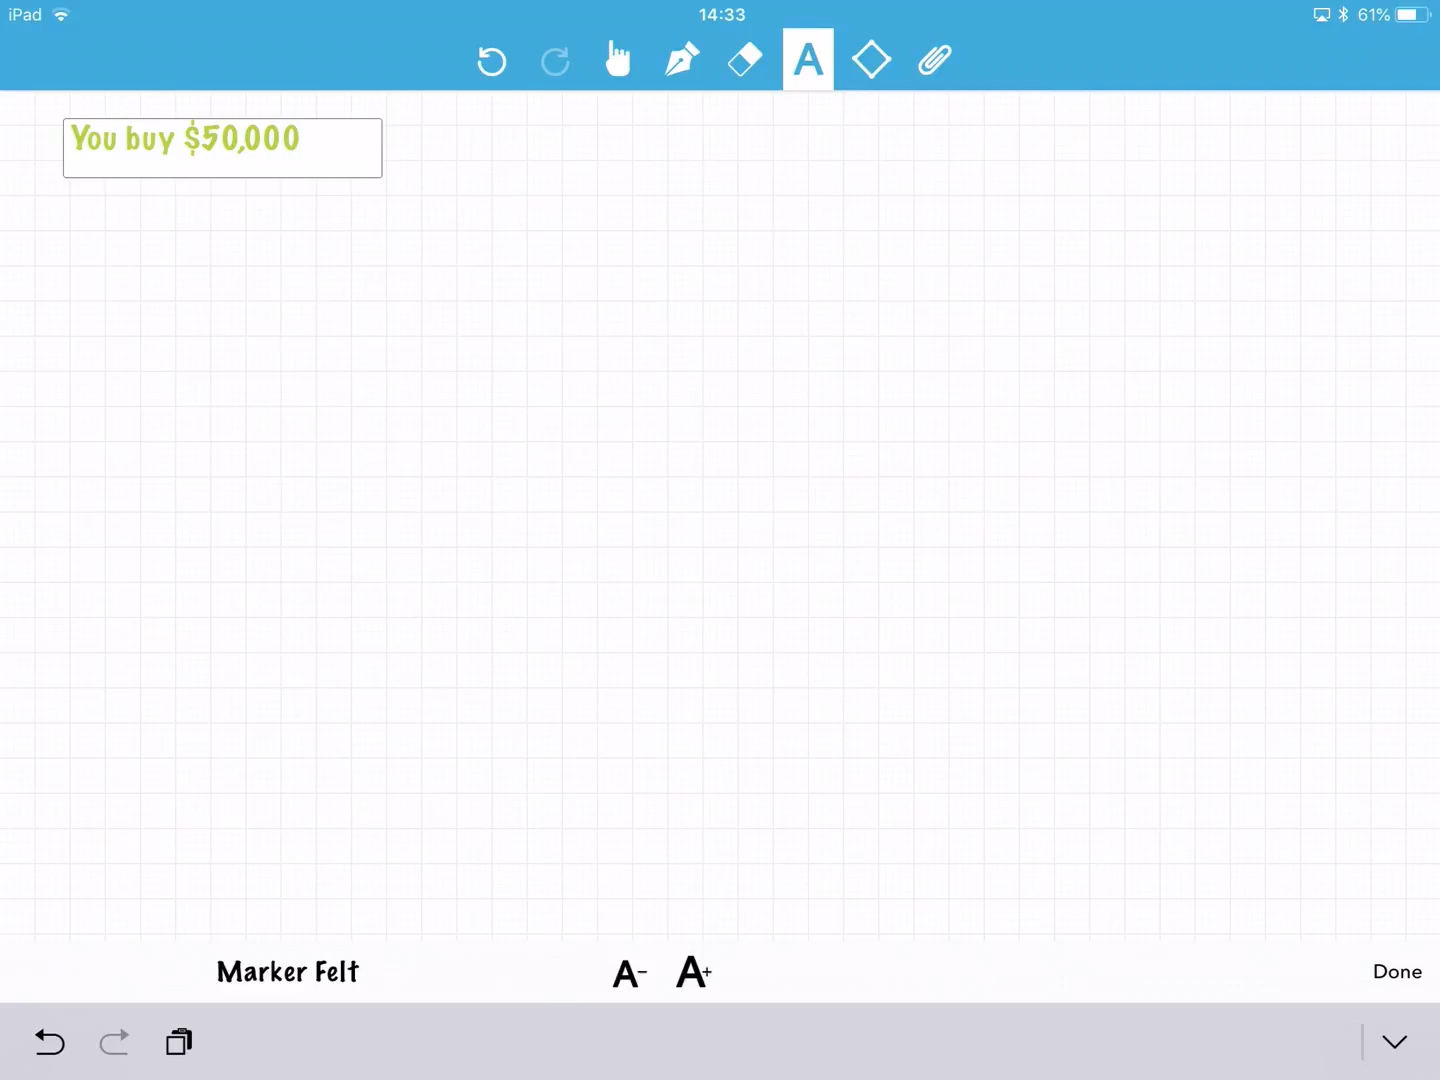 iPad
14:33
61%
A
You buy $50,000
Marker Felt
A-
A+
Done